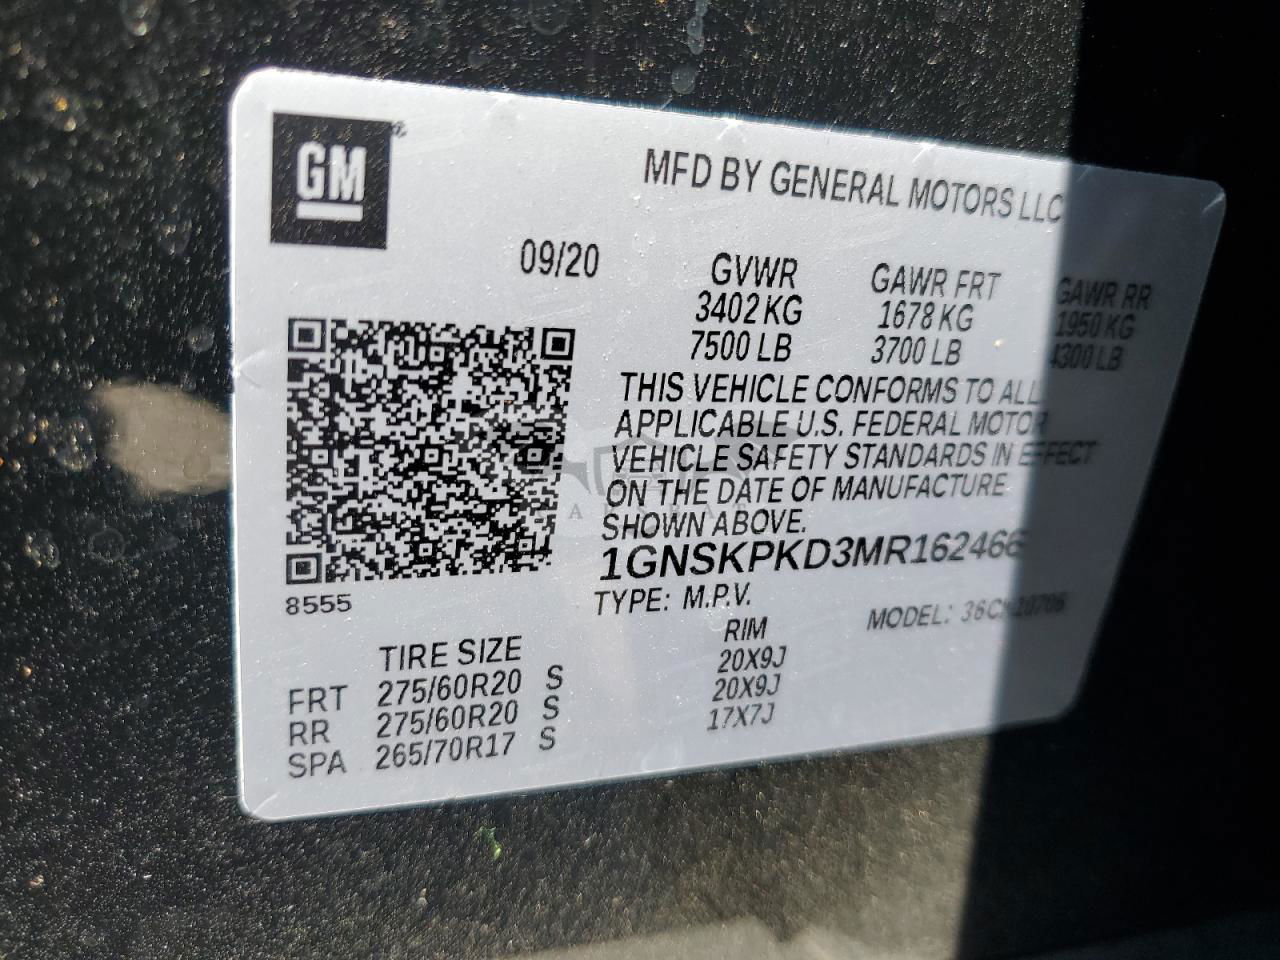 GM
MFD BY GENERAL MOTORS LLC
09/20
GVWR GAWR FRT GAWR RR
3402 KG 1678 KG 1950 KG
7500 LB 3700 LB 4300 LB
THIS VEHICLE CONFORMS TO ALL
APPLICABLE U.S. FEDERAL MOTOR
VEHICLE SAFETY STANDARDS IN EFFECT
ON THE DATE OF MANUFACTURE
SHOWN ABOVE.
1GNSKPKD3MR162466
8555
TYPE: M.P.V. MODEL:
TIRE SIZE RIM
FRT 275/60R20 S 20X9J
RR 275/60R20 S 20X9J
SPA 265/70R17 S 17X7J